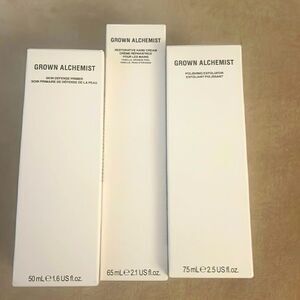 GROWN ALCHEMIST
SKIN DEFENSE PRIMER
SOIN PRIMAIRE DE DÉFENSE DE LA PEAU
50 mL ℮ 1.6 US fl.oz.
GROWN ALCHEMIST
RESTORATIVE HAND CREAM
CRÈME RÉPARATRICE
POUR LES MAINS
65 mL ℮ 2.1 US fl.oz.
GROWN ALCHEMIST
POLISHING EXFOLIATOR
EXFOLIANT POLISSANT
75 mL ℮ 2.5 US fl.oz.